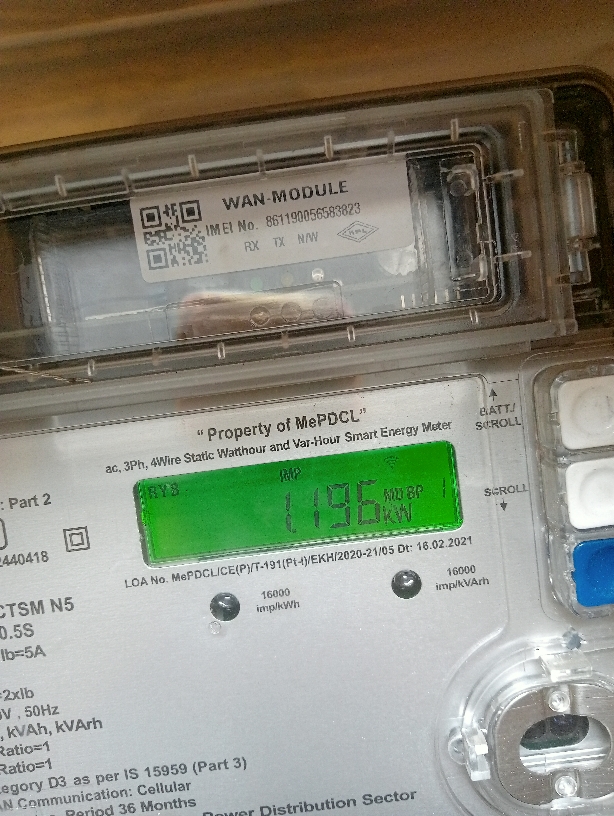 WAN-MODULE
IMEI No. 861190056583823
RX TX N/W
"Property of MePDCL"
ac, 3Ph, 4Wire Static Watthour and Var-Hour Smart Energy Meter
BATT/
SCROLL
SCROLL
: Part 2
2440418
RYB IMP
1.196 kW
MD BP 1
LOA No. MePDCL/CE(P)/T-191(Pt-I)/EKH/2020-21/05 Dt: 16.02.2021
16000
imp/kWh
16000
imp/kVArh
CTSM N5
0.5S
Ib=5A
=2xIb
V , 50Hz
, kVAh, kVArh
Ratio=1
Ratio=1
egory D3 as per IS 15959 (Part 3)
AN Communication: Cellular
. Period 36 Months
Power Distribution Sector